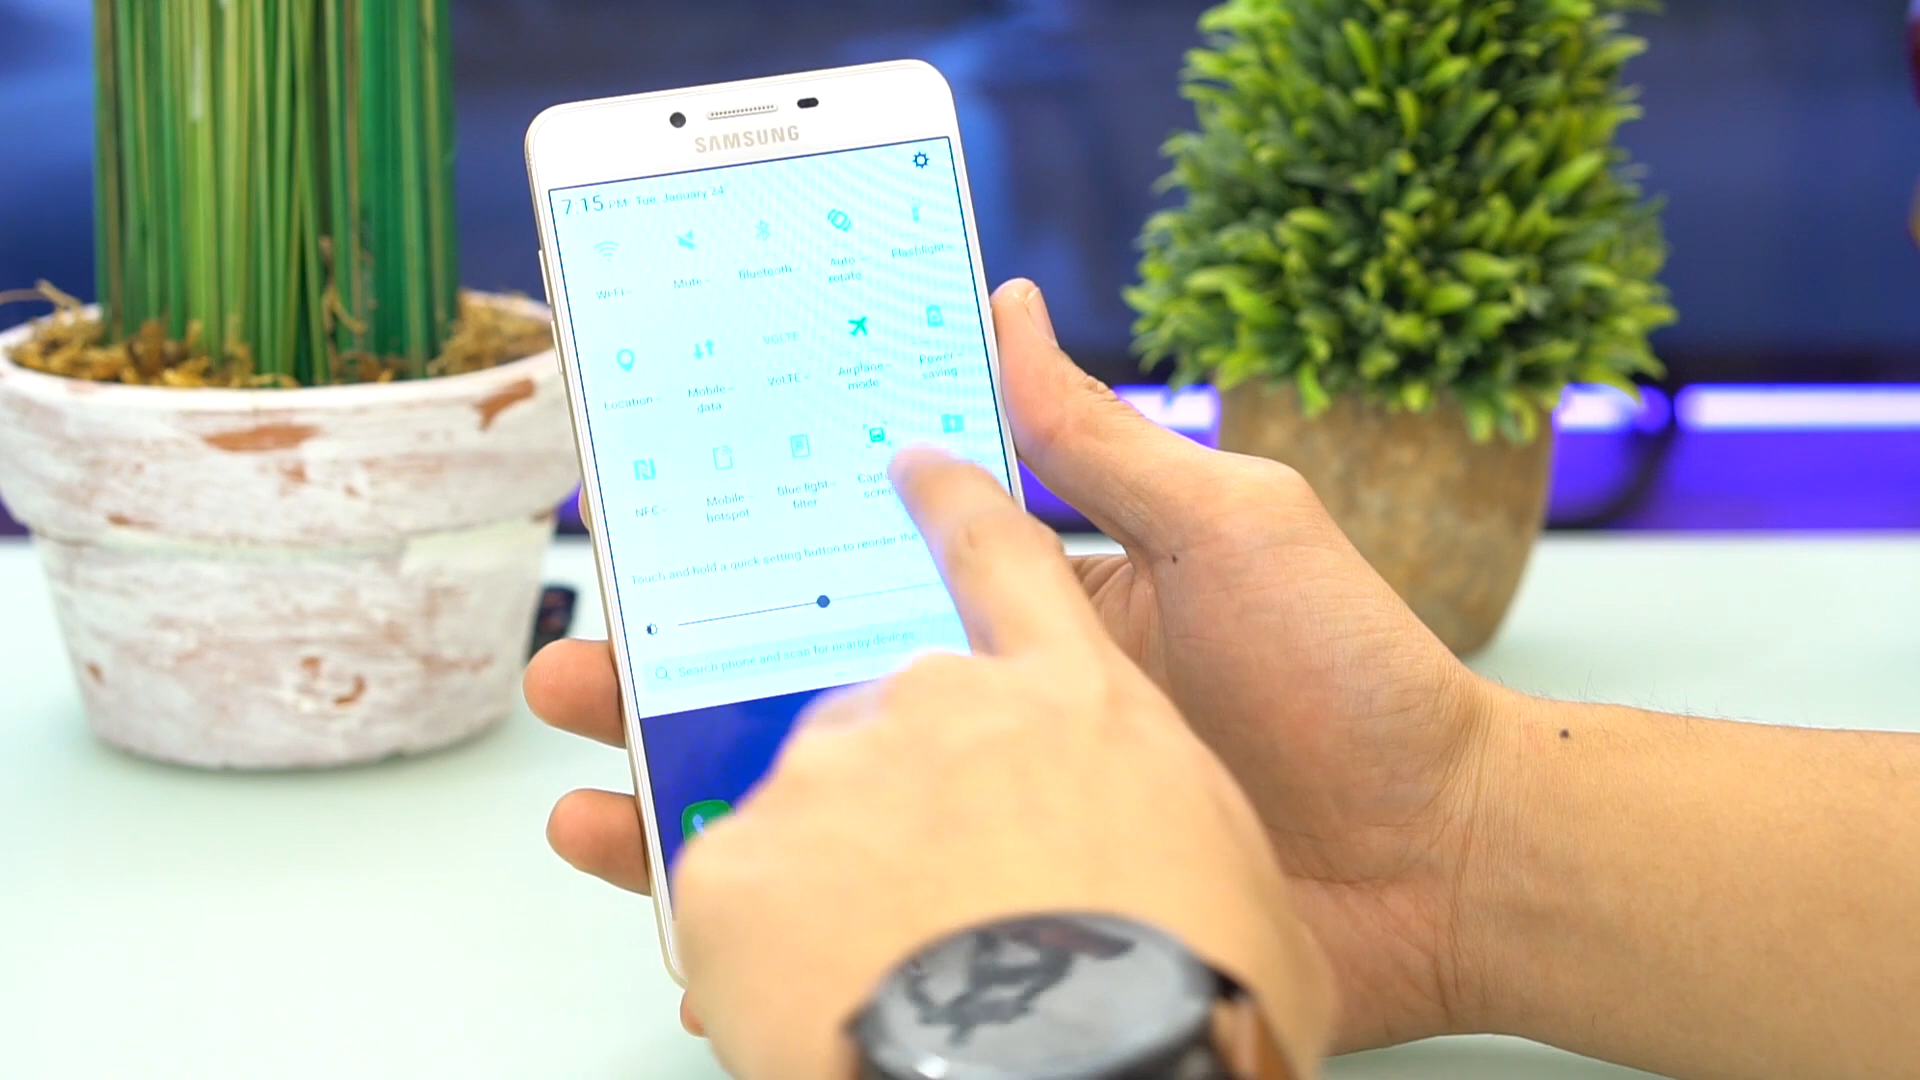 SAMSUNG
7:15 PM Tue, January 24
Wi-Fi
Mute
Bluetooth
Auto rotate
Flashlight
Location
Mobile data
VOLTE
VoLTE
Airplane mode
Power saving
NFC
Mobile hotspot
Blue light filter
Touch and hold a quick setting button to reorder the
Search phone and scan for nearby devices.